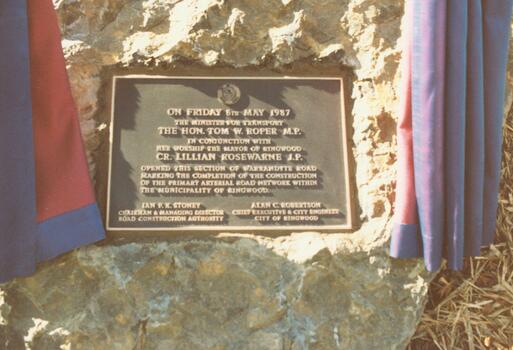 ON FRIDAY 8TH MAY 1987
THE MINISTER FOR TRANSPORT
THE HON. TOM W. ROPER M.P.
IN CONJUNCTION WITH
HER WORSHIP THE MAYOR OF RINGWOOD
CR. LILLIAN ROSEWARNE J.P.
OPENED THIS SECTION OF WARRANDYTE ROAD
MARKING THE COMPLETION OF THE CONSTRUCTION
OF THE PRIMARY ARTERIAL ROAD NETWORK WITHIN
THE MUNICIPALITY OF RINGWOOD.
IAN F.X. STONEY
CHAIRMAN & MANAGING DIRECTOR
ROAD CONSTRUCTION AUTHORITY
ALAN C. ROBERTSON
CHIEF EXECUTIVE & CITY ENGINEER
CITY OF RINGWOOD